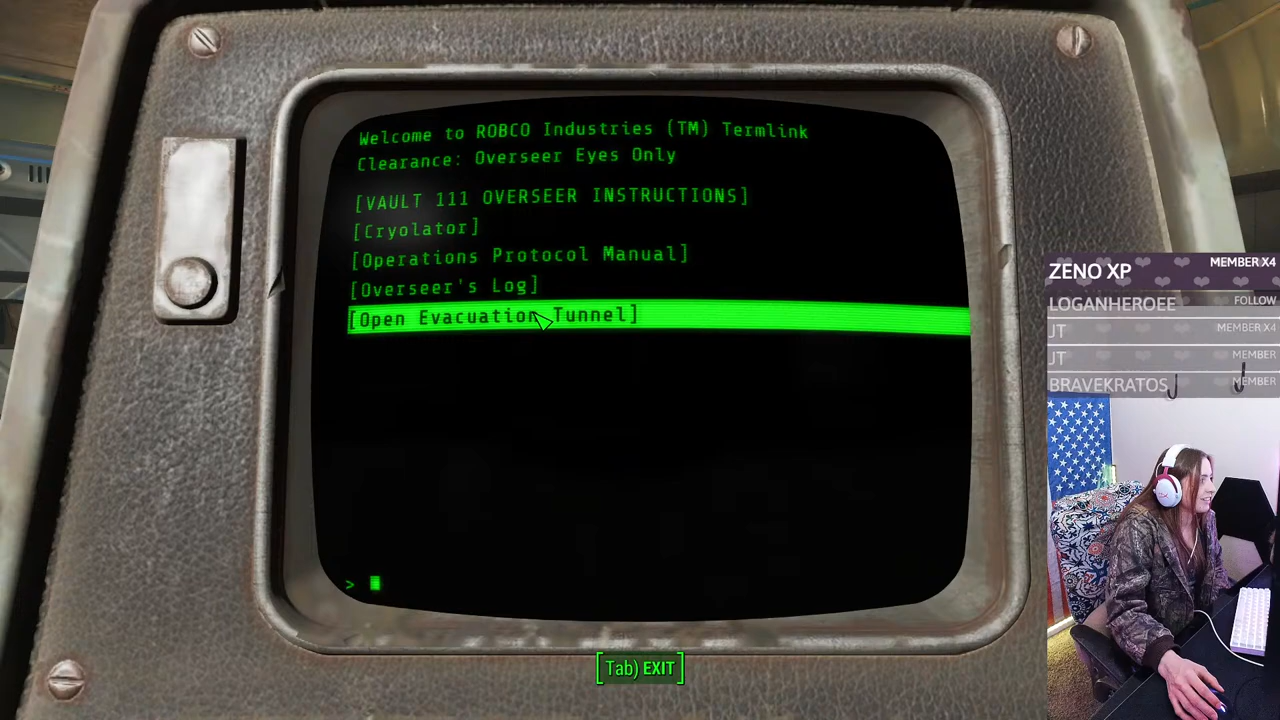 Welcome to ROBCO Industries (TM) Termlink
Clearance: Overseer Eyes Only
[VAULT 111 OVERSEER INSTRUCTIONS]
[Cryolator]
[Operations Protocol Manual]
[Overseer's Log]
[Open Evacuation Tunnel]
>
[Tab) EXIT]
ZENO XP MEMBER X4
LOGANHEROEE FOLLOW
JT MEMBER X4
JT MEMBER
BRAVEKRATOS MEMBER